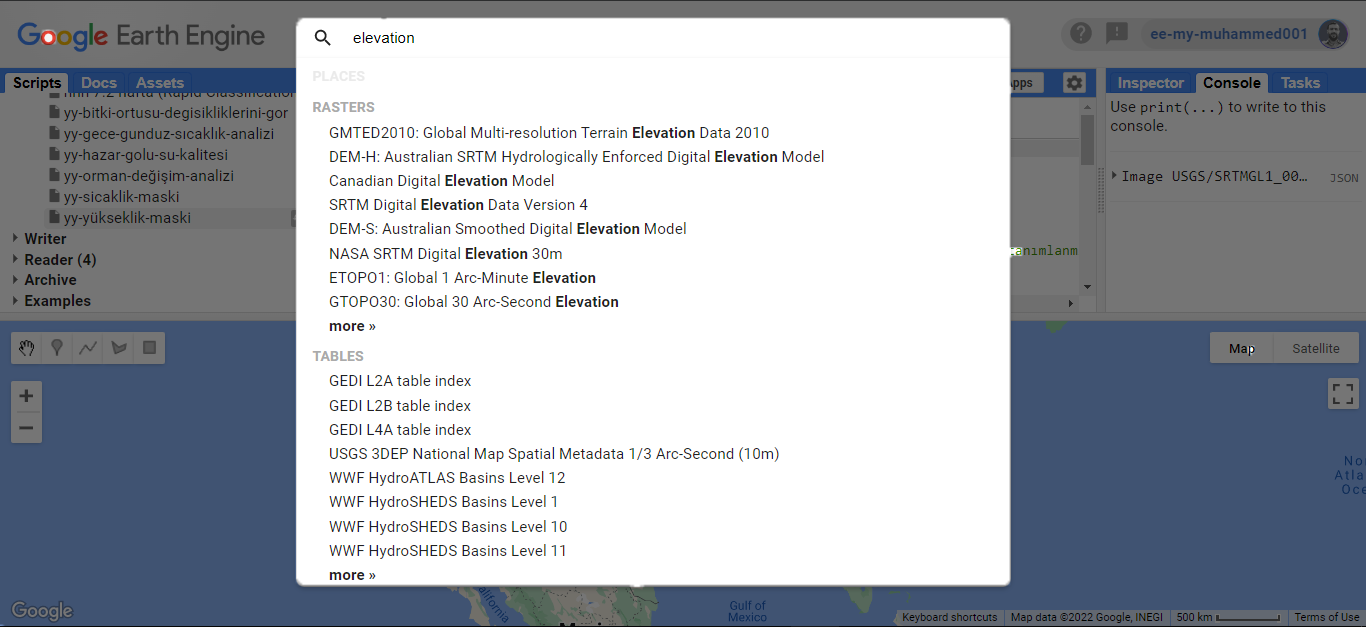 Google Earth Engine
elevation
ee-my-muhammed001
Scripts
Docs
Assets
yy-bitki-ortusu-degisikliklerini-gor
yy-gece-gunduz-sıcaklık-analizi
yy-hazar-golu-su-kalitesi
yy-orman-değişim-analizi
yy-sicaklik-maski
yy-yükseklik-maski
Writer
Reader (4)
Archive
Examples
PLACES
RASTERS
GMTED2010: Global Multi-resolution Terrain Elevation Data 2010
DEM-H: Australian SRTM Hydrologically Enforced Digital Elevation Model
Canadian Digital Elevation Model
SRTM Digital Elevation Data Version 4
DEM-S: Australian Smoothed Digital Elevation Model
NASA SRTM Digital Elevation 30m
ETOPO1: Global 1 Arc-Minute Elevation
GTOPO30: Global 30 Arc-Second Elevation
more »
TABLES
GEDI L2A table index
GEDI L2B table index
GEDI L4A table index
USGS 3DEP National Map Spatial Metadata 1/3 Arc-Second (10m)
WWF HydroATLAS Basins Level 12
WWF HydroSHEDS Basins Level 1
WWF HydroSHEDS Basins Level 10
WWF HydroSHEDS Basins Level 11
more »
Apps
Inspector
Console
Tasks
Use print(...) to write to this
console.
Image USGS/SRTMGL1_00…
JSON
tanımlanm
Map
Satellite
Google
California
Gulf of
Mexico
Keyboard shortcuts
Map data ©2022 Google, INEGI
500 km
Terms of Use